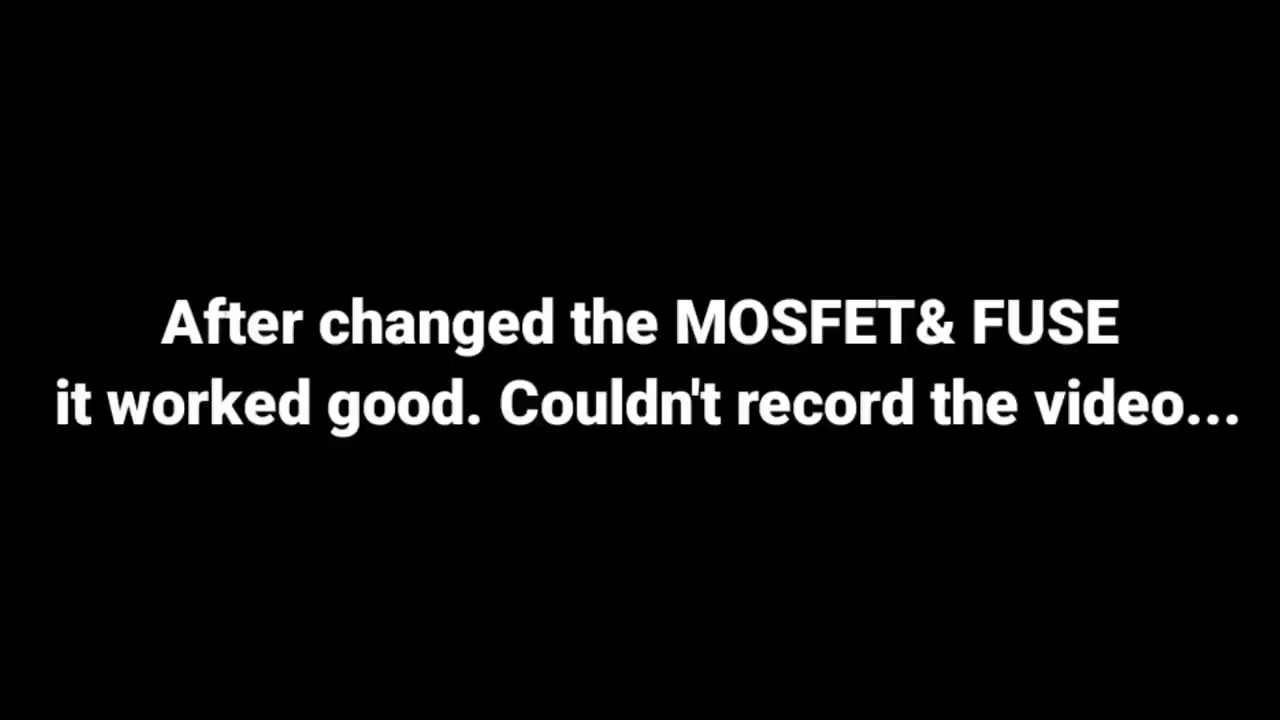 After changed the MOSFET& FUSE
it worked good. Couldn't record the video...